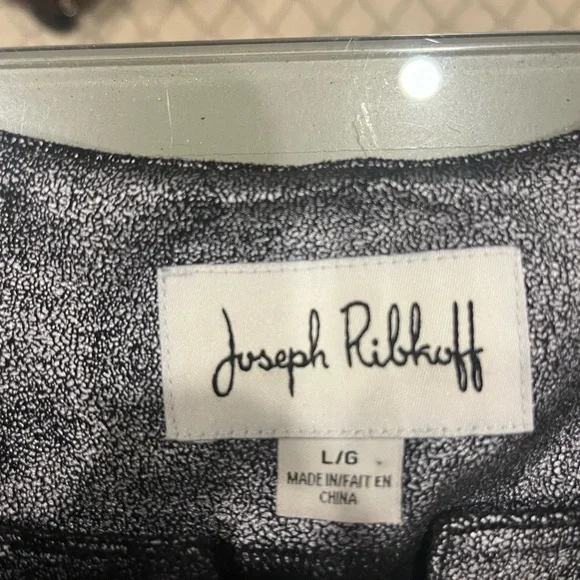 Joseph Ribkoff
L/G
MADE IN/FAIT EN
CHINA